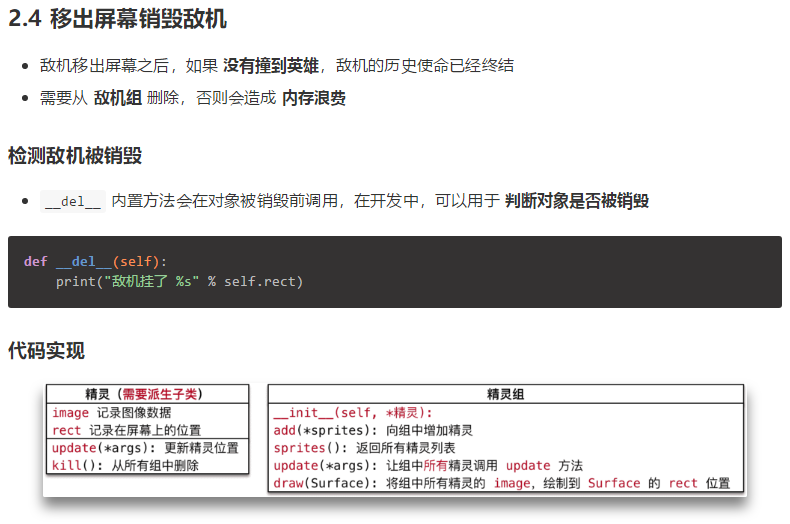 2.4 移出屏幕销毁敌机
敌机移出屏幕之后，如果 没有撞到英雄，敌机的历史使命已经终结
需要从 敌机组 删除，否则会造成 内存浪费
检测敌机被销毁
__del__ 内置方法会在对象被销毁前调用，在开发中，可以用于 判断对象是否被销毁
def __del__(self):
    print("敌机挂了 %s" % self.rect)
代码实现
精灵（需要派生子类）
image 记录图像数据
rect 记录在屏幕上的位置
update(*args): 更新精灵位置
kill(): 从所有组中删除
精灵组
__init__(self, *精灵):
add(*sprites): 向组中增加精灵
sprites(): 返回所有精灵列表
update(*args): 让组中所有精灵调用 update 方法
draw(Surface): 将组中所有精灵的 image，绘制到 Surface 的 rect 位置